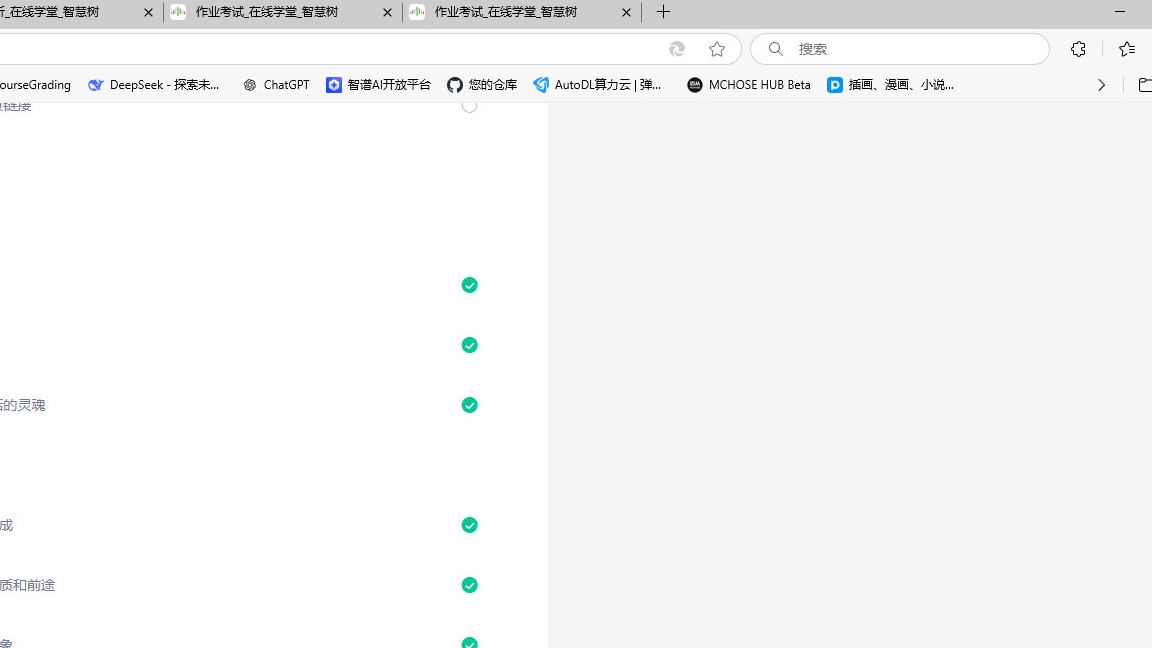 斤_在线学堂_智慧树 作业考试_在线学堂_智慧树 作业考试_在线学堂_智慧树
搜索
ourseGrading DeepSeek - 探索未... ChatGPT 智谱AI开放平台 您的仓库 AutoDL算力云 | 弹... MCHOSE HUB Beta 插画、漫画、小说...
链接
的灵魂
成
质和前途
象